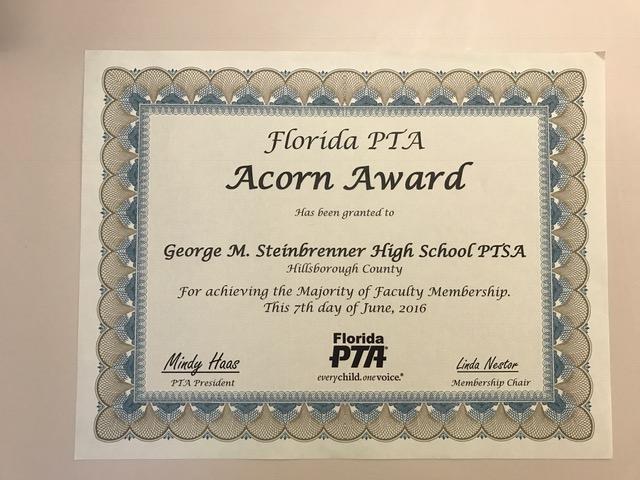 Florida PTA
Acorn Award
Has been granted to
George M. Steinbrenner High School PTSA
Hillsborough County
For achieving the Majority of Faculty Membership.
This 7th day of June, 2016
Florida
PTA®
everychild.onevoice.®
Mindy Haas
PTA President
Linda Nestor
Membership Chair